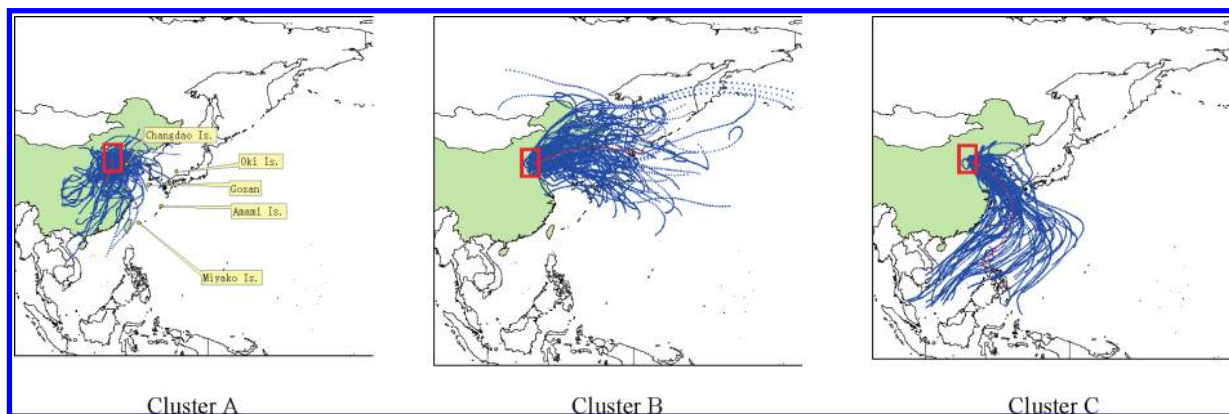 Changdao Is.
Oki Is.
Gosan
Amami Is.
Miyako Is.
Cluster A
Cluster B
Cluster C